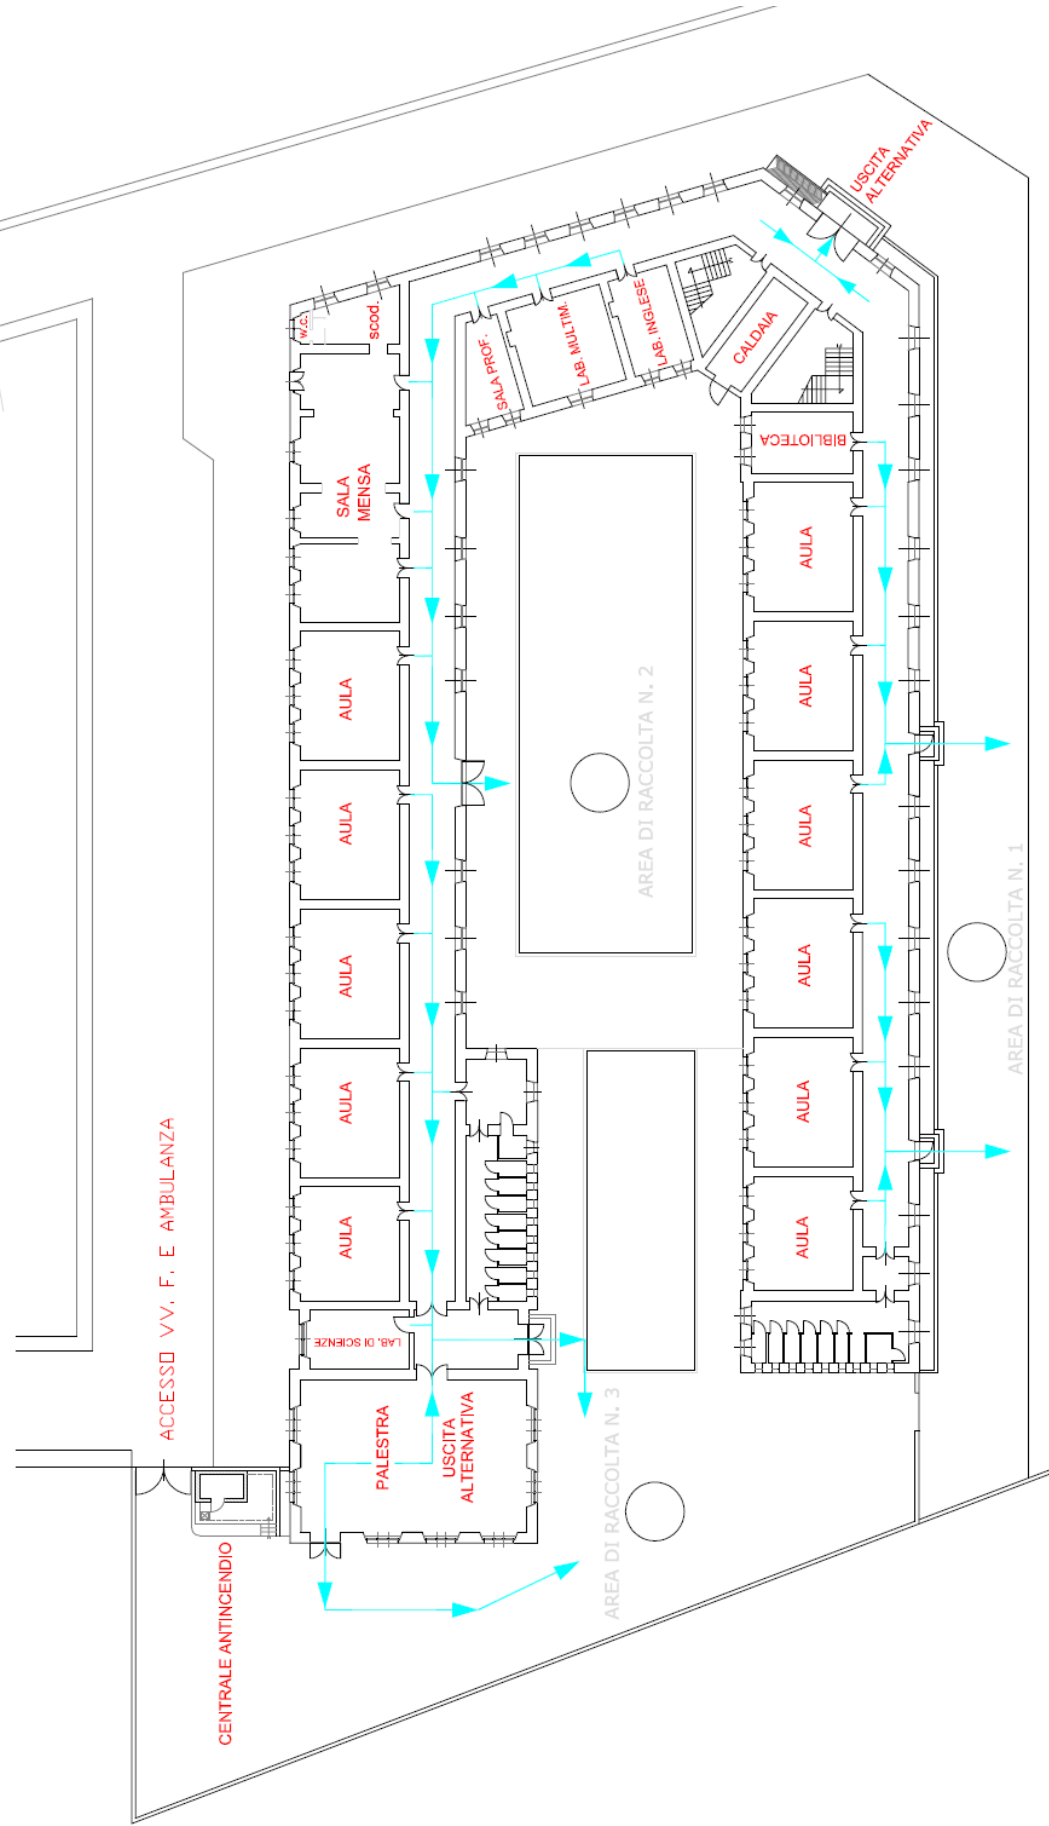 USCITA
ALTERNATIVA
w.c.
scod.
SALA PROF.
LAB. MULTIM.
LAB. INGLESE
CALDAIA
BIBLIOTECA
SALA
MENSA
AULA
AULA
AULA
AULA
AULA
AULA
AULA
AULA
AULA
AULA
AULA
AREA DI RACCOLTA N. 2
AREA DI RACCOLTA N. 1
ACCESSO VV. F. E AMBULANZA
LAB. DI SCIENZE
PALESTRA
USCITA
ALTERNATIVA
AREA DI RACCOLTA N. 3
CENTRALE ANTINCENDIO